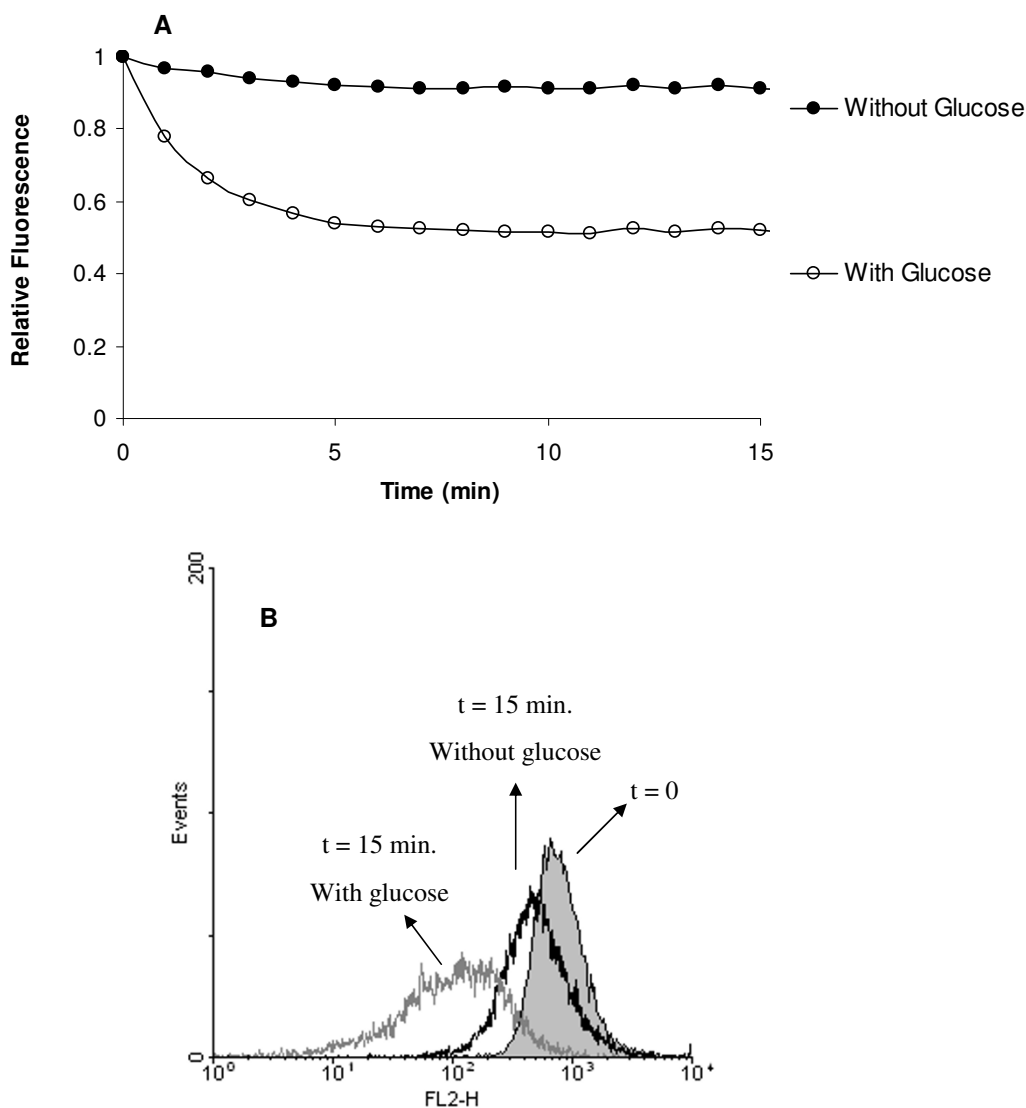 A
Relative Fluorescence
1
0.8
0.6
0.4
0.2
0
0 5 10 15
Time (min)
Without Glucose
With Glucose
B
200
Events
0
t = 15 min.
Without glucose
t = 0
t = 15 min.
With glucose
10⁰ 10¹ 10² 10³ 10⁴
FL2-H